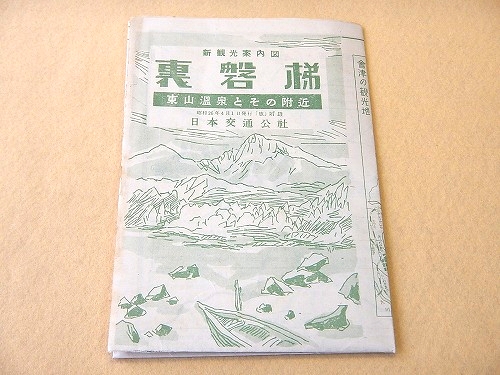 新観光案内図
裏磐梯
東山温泉とその附近
日本交通公社
會津の観光地